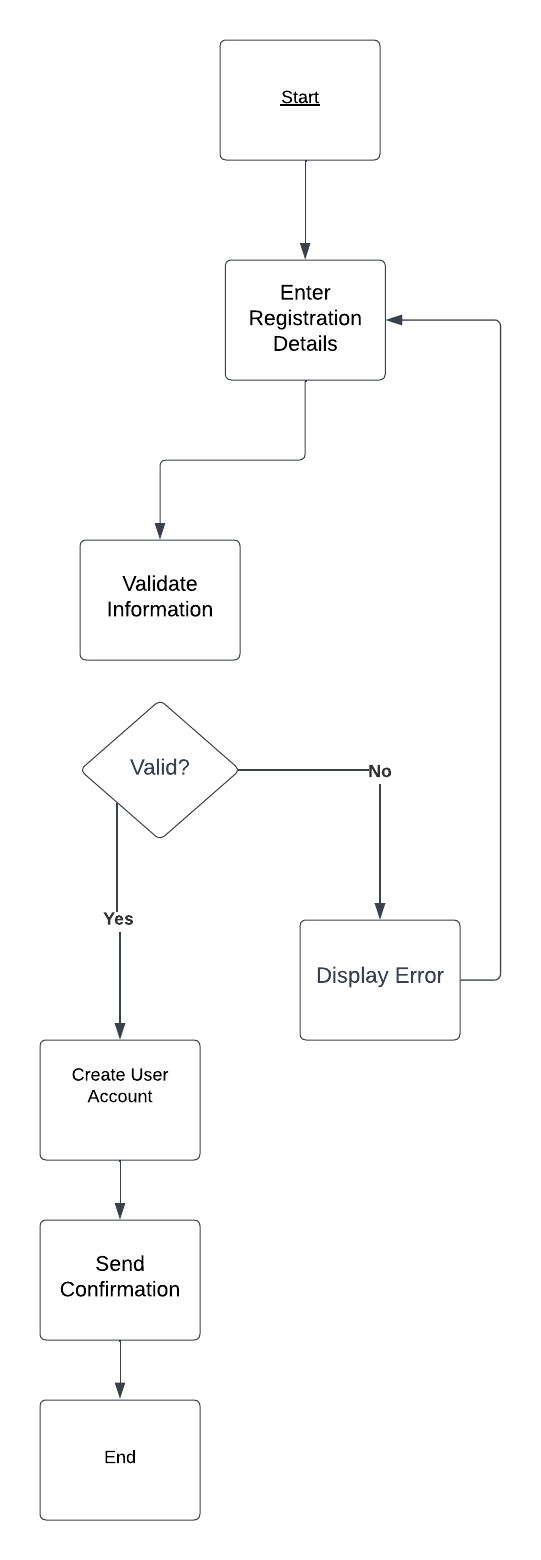 Start
Enter
Registration
Details
Validate
Information
Valid?
No
Yes
Display Error
Create User
Account
Send
Confirmation
End